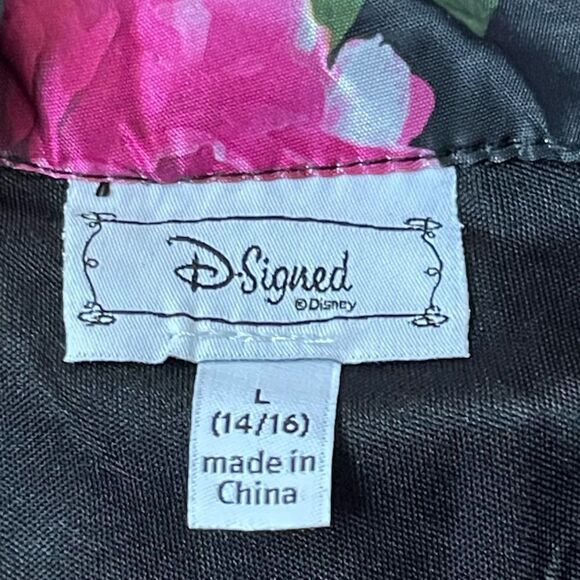 D-Signed
©Disney
L
(14/16)
made in
China